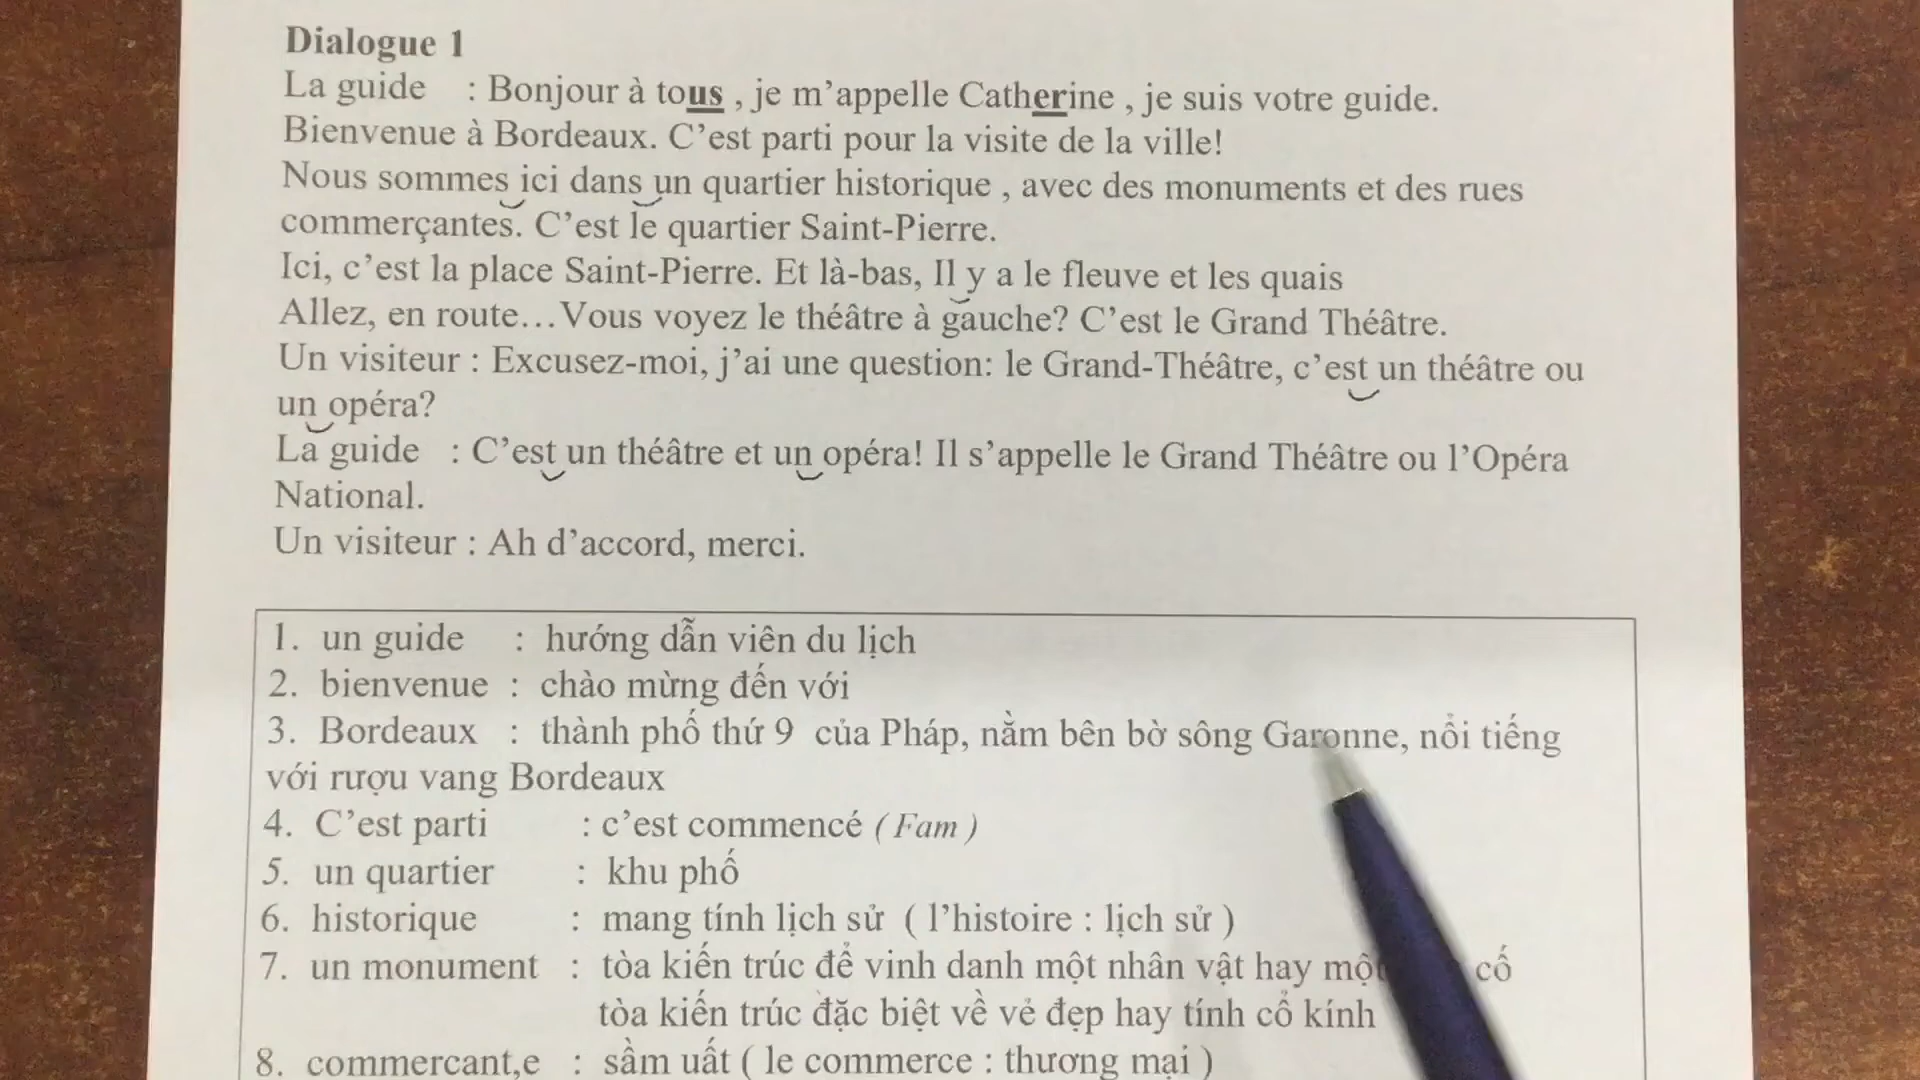 Dialogue 1
La guide : Bonjour à tous , je m’appelle Catherine , je suis votre guide.
Bienvenue à Bordeaux. C’est parti pour la visite de la ville!
Nous sommes ici dans un quartier historique , avec des monuments et des rues
commerçantes. C’est le quartier Saint-Pierre.
Ici, c’est la place Saint-Pierre. Et là-bas, Il y a le fleuve et les quais
Allez, en route…Vous voyez le théâtre à gauche? C’est le Grand Théâtre.
Un visiteur : Excusez-moi, j’ai une question: le Grand-Théâtre, c’est un théâtre ou
un opéra?
La guide : C’est un théâtre et un opéra! Il s’appelle le Grand Théâtre ou l’Opéra
National.
Un visiteur : Ah d’accord, merci.
1. un guide : hướng dẫn viên du lịch
2. bienvenue : chào mừng đến với
3. Bordeaux : thành phố thứ 9 của Pháp, nằm bên bờ sông Garonne, nổi tiếng
với rượu vang Bordeaux
4. C’est parti : c’est commencé ( Fam )
5. un quartier : khu phố
6. historique : mang tính lịch sử ( l’histoire : lịch sử )
7. un monument : tòa kiến trúc để vinh danh một nhân vật hay cố
tòa kiến trúc đặc biệt về vẻ đẹp hay tính cổ kính
8. commerçant,e : sầm uất ( le commerce : thương mại )